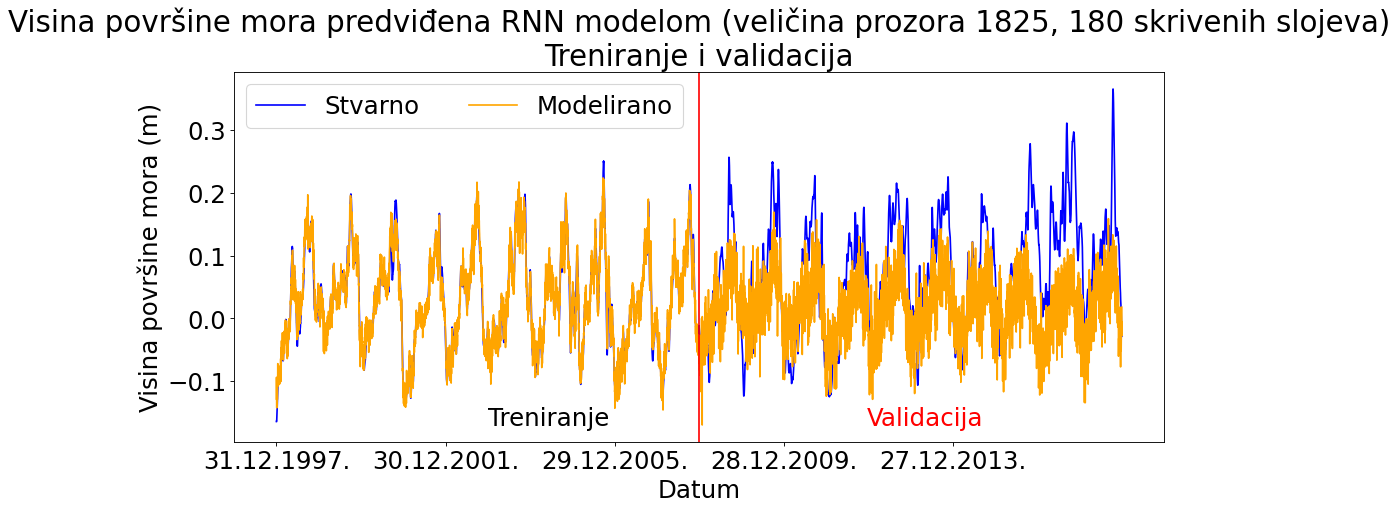 Visina površine mora predviđena RNN modelom (veličina prozora 1825, 180 skrivenih slojeva)
Treniranje i validacija
Stvarno
Modelirano
Visina površine mora (m)
0.3
0.2
0.1
0.0
−0.1
Treniranje
Validacija
31.12.1997.
30.12.2001.
29.12.2005.
28.12.2009.
27.12.2013.
Datum